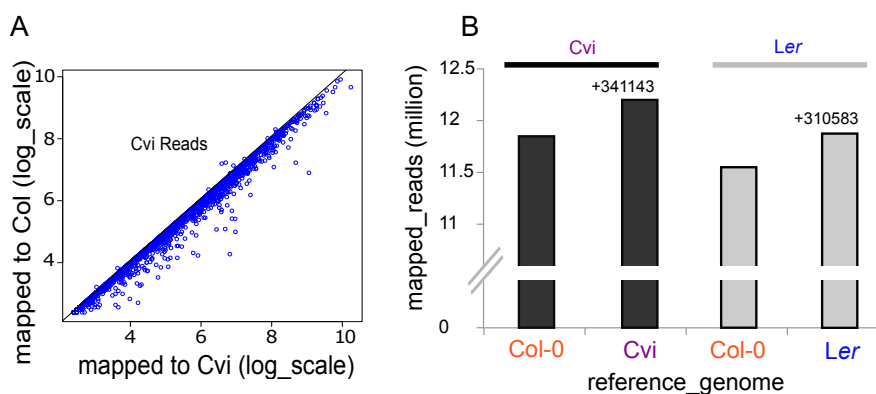 A
mapped to Col (log_scale)
10
8
6
4
Cvi Reads
4 6 8 10
mapped to Cvi (log_scale)
B
Cvi
Ler
mapped_reads (million)
12.5
12
11.5
11
0
+341143
+310583
Col-0 Cvi Col-0 Ler
reference_genome